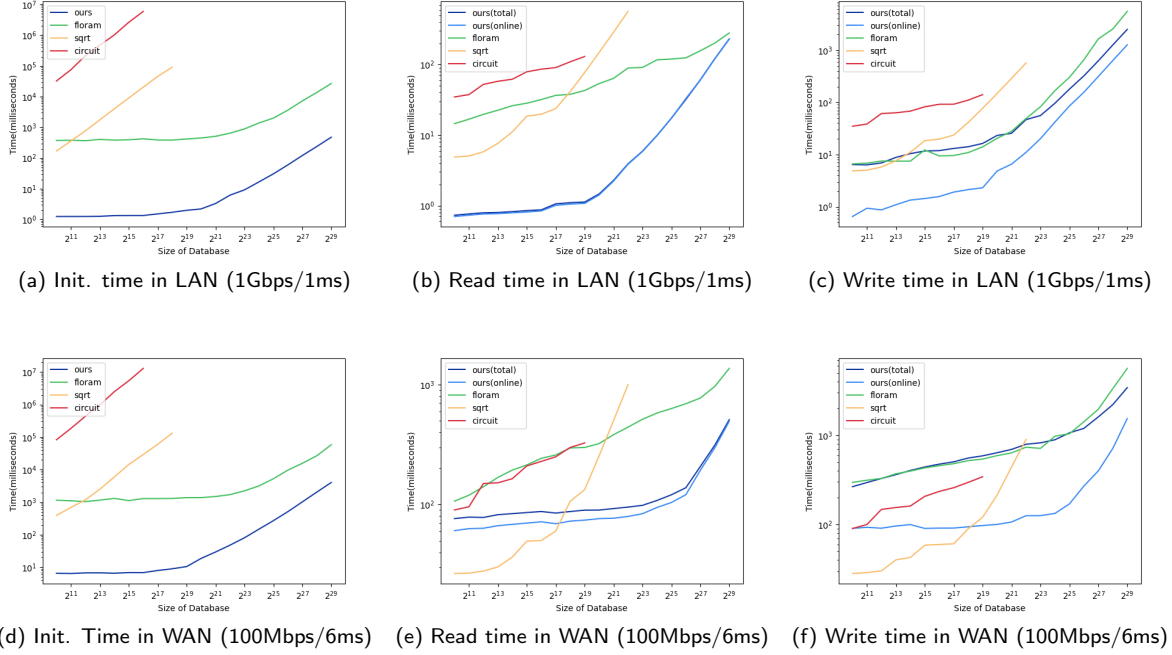 10^7
10^6
10^5
10^4
10^3
10^2
10^1
10^0
Time(milliseconds)
ours
floram
sqrt
circuit
2^11 2^13 2^15 2^17 2^19 2^21 2^23 2^25 2^27 2^29
Size of Database
(a) Init. time in LAN (1Gbps/1ms)
10^2
10^1
10^0
Time(milliseconds)
ours(total)
ours(online)
floram
sqrt
circuit
2^11 2^13 2^15 2^17 2^19 2^21 2^23 2^25 2^27 2^29
Size of Database
(b) Read time in LAN (1Gbps/1ms)
10^3
10^2
10^1
10^0
Time(milliseconds)
ours(total)
ours(online)
floram
sqrt
circuit
2^11 2^13 2^15 2^17 2^19 2^21 2^23 2^25 2^27 2^29
Size of Database
(c) Write time in LAN (1Gbps/1ms)
10^7
10^6
10^5
10^4
10^3
10^2
10^1
Time(milliseconds)
ours
floram
sqrt
circuit
2^11 2^13 2^15 2^17 2^19 2^21 2^23 2^25 2^27 2^29
Size of Database
(d) Init. Time in WAN (100Mbps/6ms)
10^3
10^2
Time(milliseconds)
ours(total)
ours(online)
floram
sqrt
circuit
2^11 2^13 2^15 2^17 2^19 2^21 2^23 2^25 2^27 2^29
Size of Database
(e) Read time in WAN (100Mbps/6ms)
10^3
10^2
Time(milliseconds)
ours(total)
ours(online)
floram
sqrt
circuit
2^11 2^13 2^15 2^17 2^19 2^21 2^23 2^25 2^27 2^29
Size of Database
(f) Write time in WAN (100Mbps/6ms)